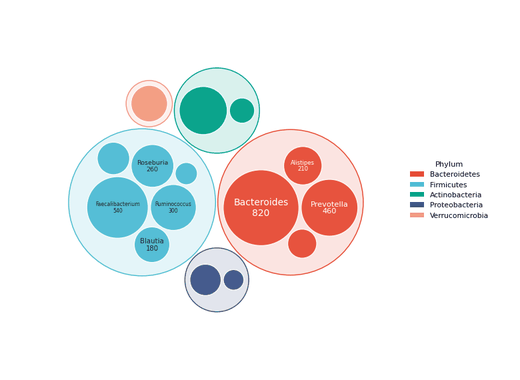 Roseburia
260
Alistipes
210
Faecalibacterium
540
Ruminococcus
300
Bacteroides
820
Prevotella
460
Blautia
180
Phylum
Bacteroidetes
Firmicutes
Actinobacteria
Proteobacteria
Verrucomicrobia